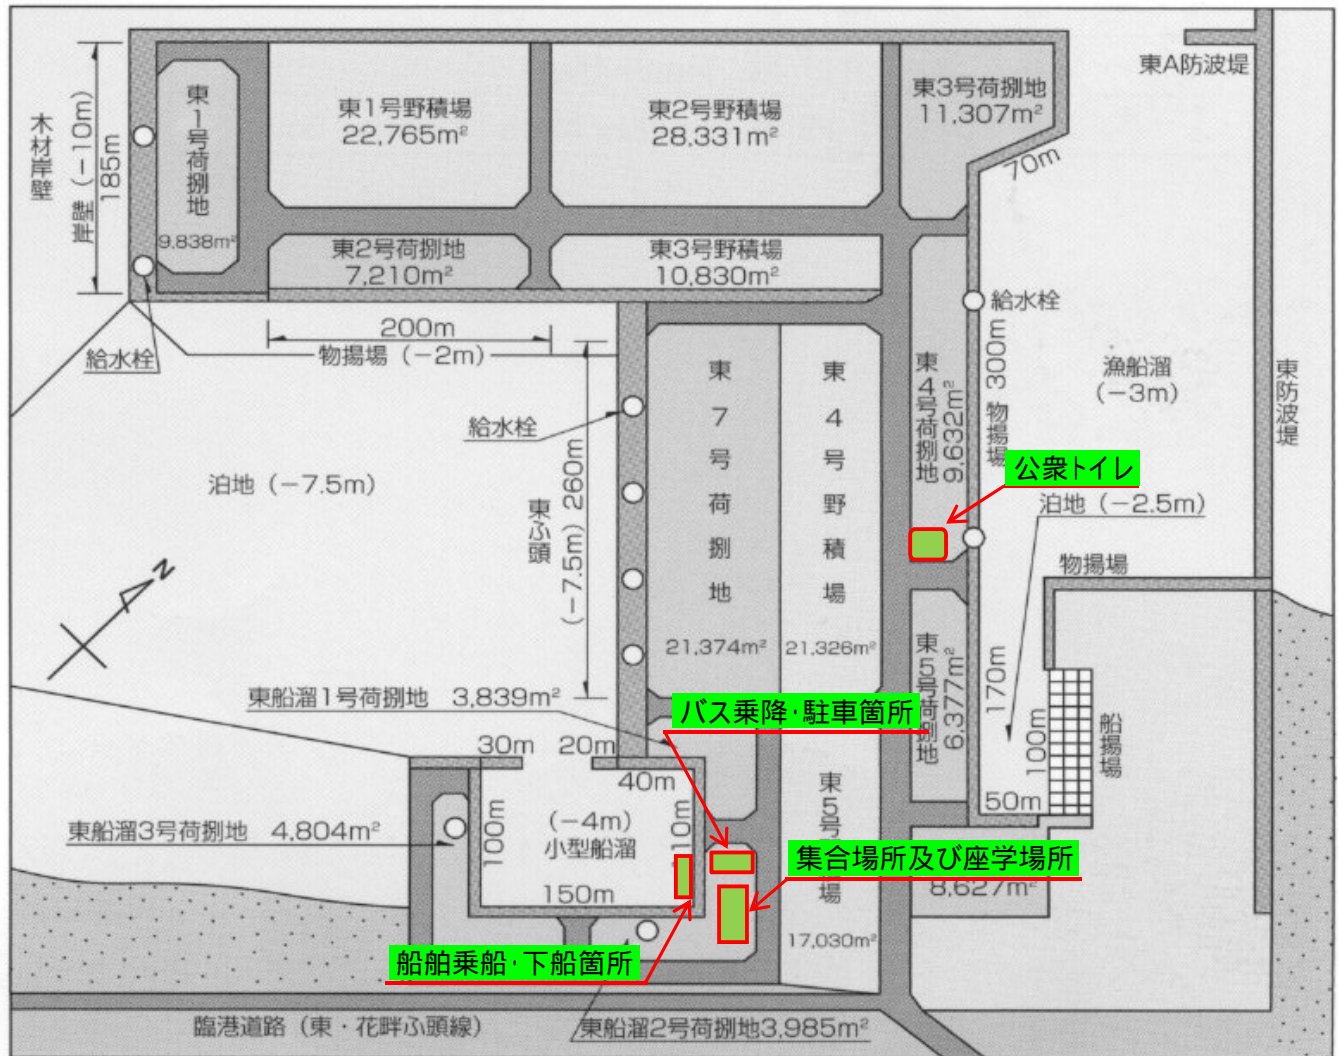 東A防波堤
東1号野積場
22,765m²
東2号野積場
28,331m²
東3号荷捌地
11,307m²
70m
木材岸壁
岸壁(−10m)
185m
東1号荷捌地
9,838m²
東2号荷捌地
7,210m²
東3号野積場
10,830m²
給水栓
200m
物揚場(−2m)
給水栓
給水栓
東4号荷捌地
9,632m²
300m
物揚場
漁船溜
(−3m)
東防波堤
泊地(−7.5m)
東ふ頭
(−7.5m)260m
東7号荷捌地
21,374m²
東4号野積場
21,326m²
公衆トイレ
泊地(−2.5m)
物揚場
N
東5号荷捌地
6,377m²
170m
100m
船揚場
50m
東船溜1号荷捌地 3,839m²
バス乗降・駐車箇所
30m
20m
40m
東船溜3号荷捌地 4,804m²
100m
(−4m)
小型船溜
110m
150m
東5号
場
17,030m²
集合場所及び座学場所
8,627m²
船舶乗船・下船箇所
臨港道路(東・花畔ふ頭線)
東船溜2号荷捌地3,985m²